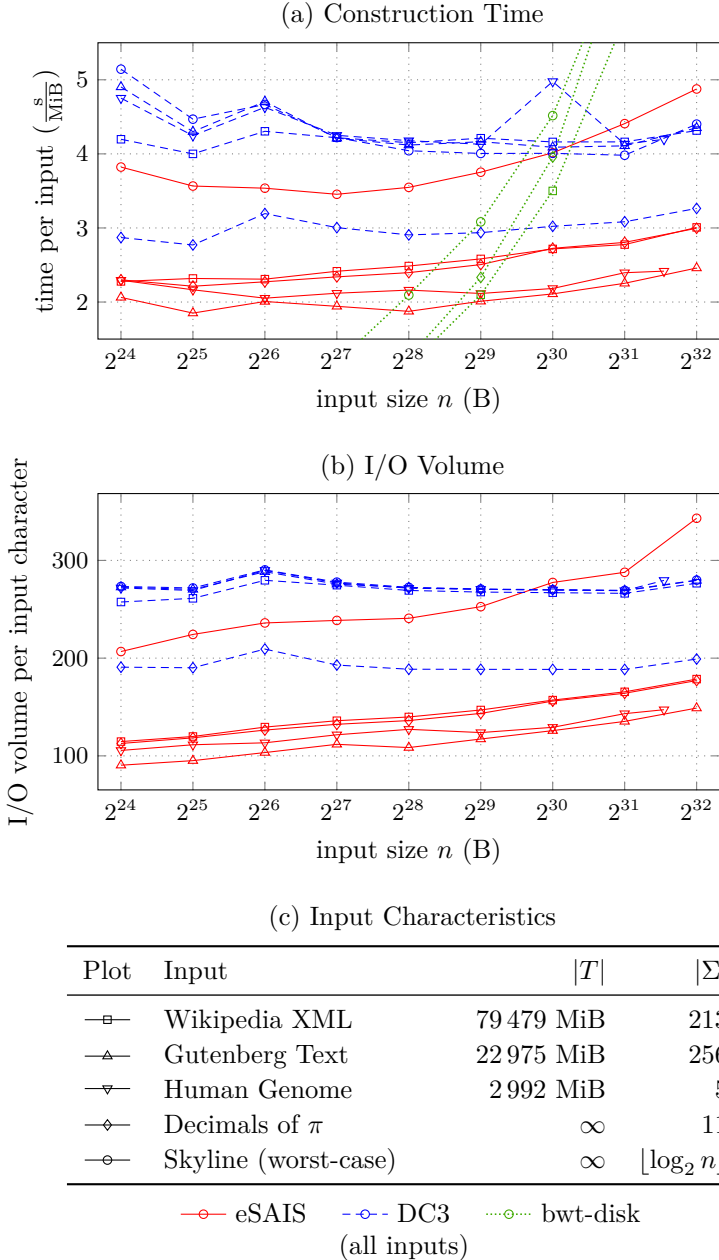 (a) Construction Time
time per input (s/MiB)
5
4
3
2
2^24 2^25 2^26 2^27 2^28 2^29 2^30 2^31 2^32
input size n (B)
(b) I/O Volume
I/O volume per input character
300
200
100
2^24 2^25 2^26 2^27 2^28 2^29 2^30 2^31 2^32
input size n (B)
(c) Input Characteristics
Plot Input |T| |Σ
Wikipedia XML 79 479 MiB 213
Gutenberg Text 22 975 MiB 256
Human Genome 2 992 MiB 5
Decimals of π ∞ 11
Skyline (worst-case) ∞ ⌊log₂ n⌋
eSAIS DC3 bwt-disk
(all inputs)